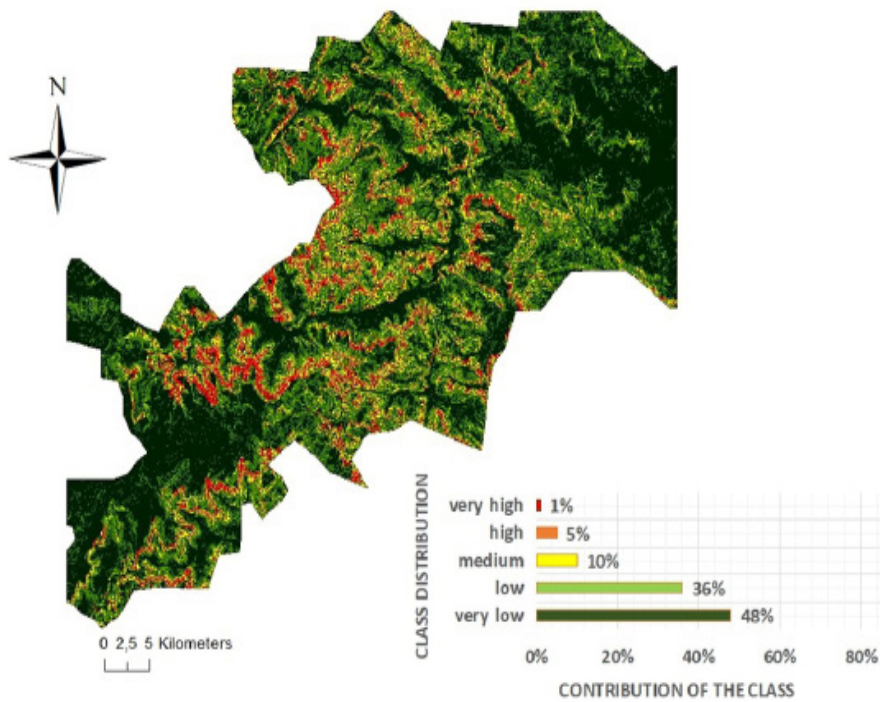 N
0 2,5 5 Kilometers
CLASS DISTRIBUTION
very high 1%
high 5%
medium 10%
low 36%
very low 48%
0% 20% 40% 60% 80%
CONTRIBUTION OF THE CLASS